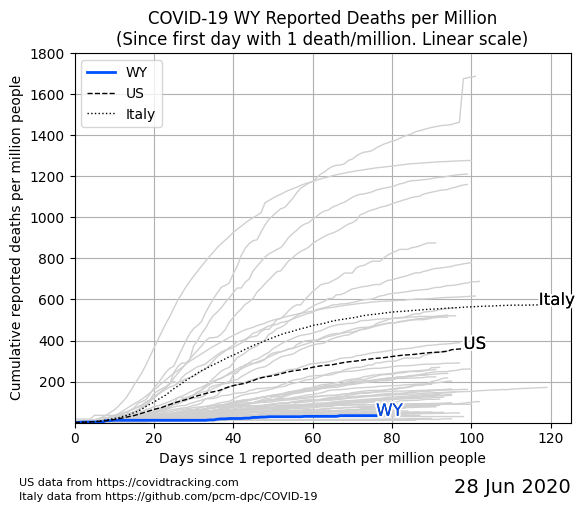 COVID-19 WY Reported Deaths per Million
(Since first day with 1 death/million. Linear scale)
Cumulative reported deaths per million people
1800
1600
1400
1200
1000
800
600
400
200
WY
US
Italy
Italy
US
WY
0 20 40 60 80 100 120
Days since 1 reported death per million people
US data from https://covidtracking.com
Italy data from https://github.com/pcm-dpc/COVID-19
28 Jun 2020